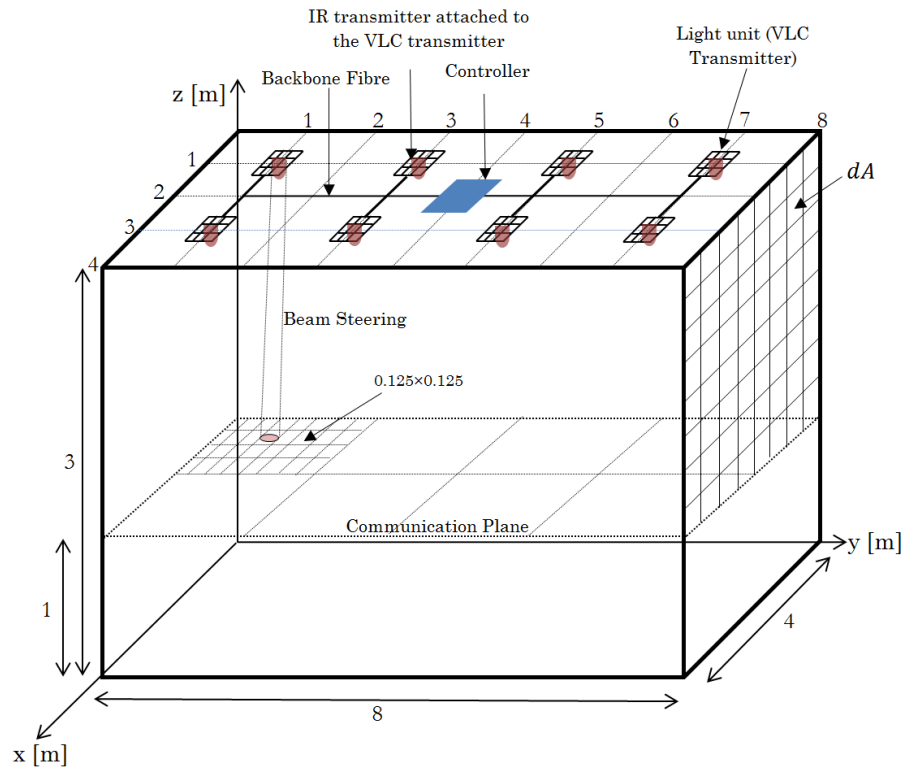 IR transmitter attached to
the VLC transmitter
Light unit (VLC
Transmitter)
Backbone Fibre
Controller
z [m]
1
2
3
4
5
6
7
8
1
2
3
4
dA
Beam Steering
0.125×0.125
3
Communication Plane
y [m]
1
4
8
x [m]